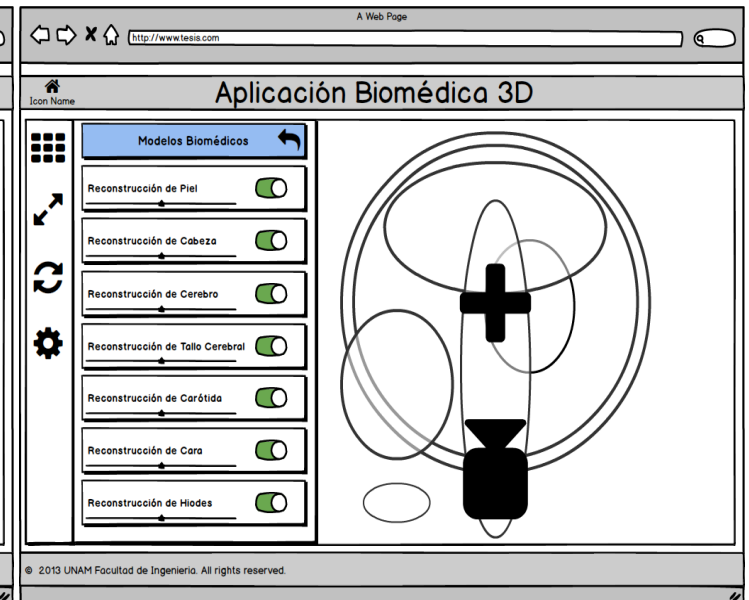 A Web Page
http://www.tesis.com
Icon Name
Aplicación Biomédica 3D
Modelos Biomédicos
Reconstrucción de Piel
Reconstrucción de Cabeza
Reconstrucción de Cerebro
Reconstrucción de Tallo Cerebral
Reconstrucción de Carótida
Reconstrucción de Cara
Reconstrucción de Hiodes
© 2013 UNAM Facultad de Ingenieria. All rights reserved.